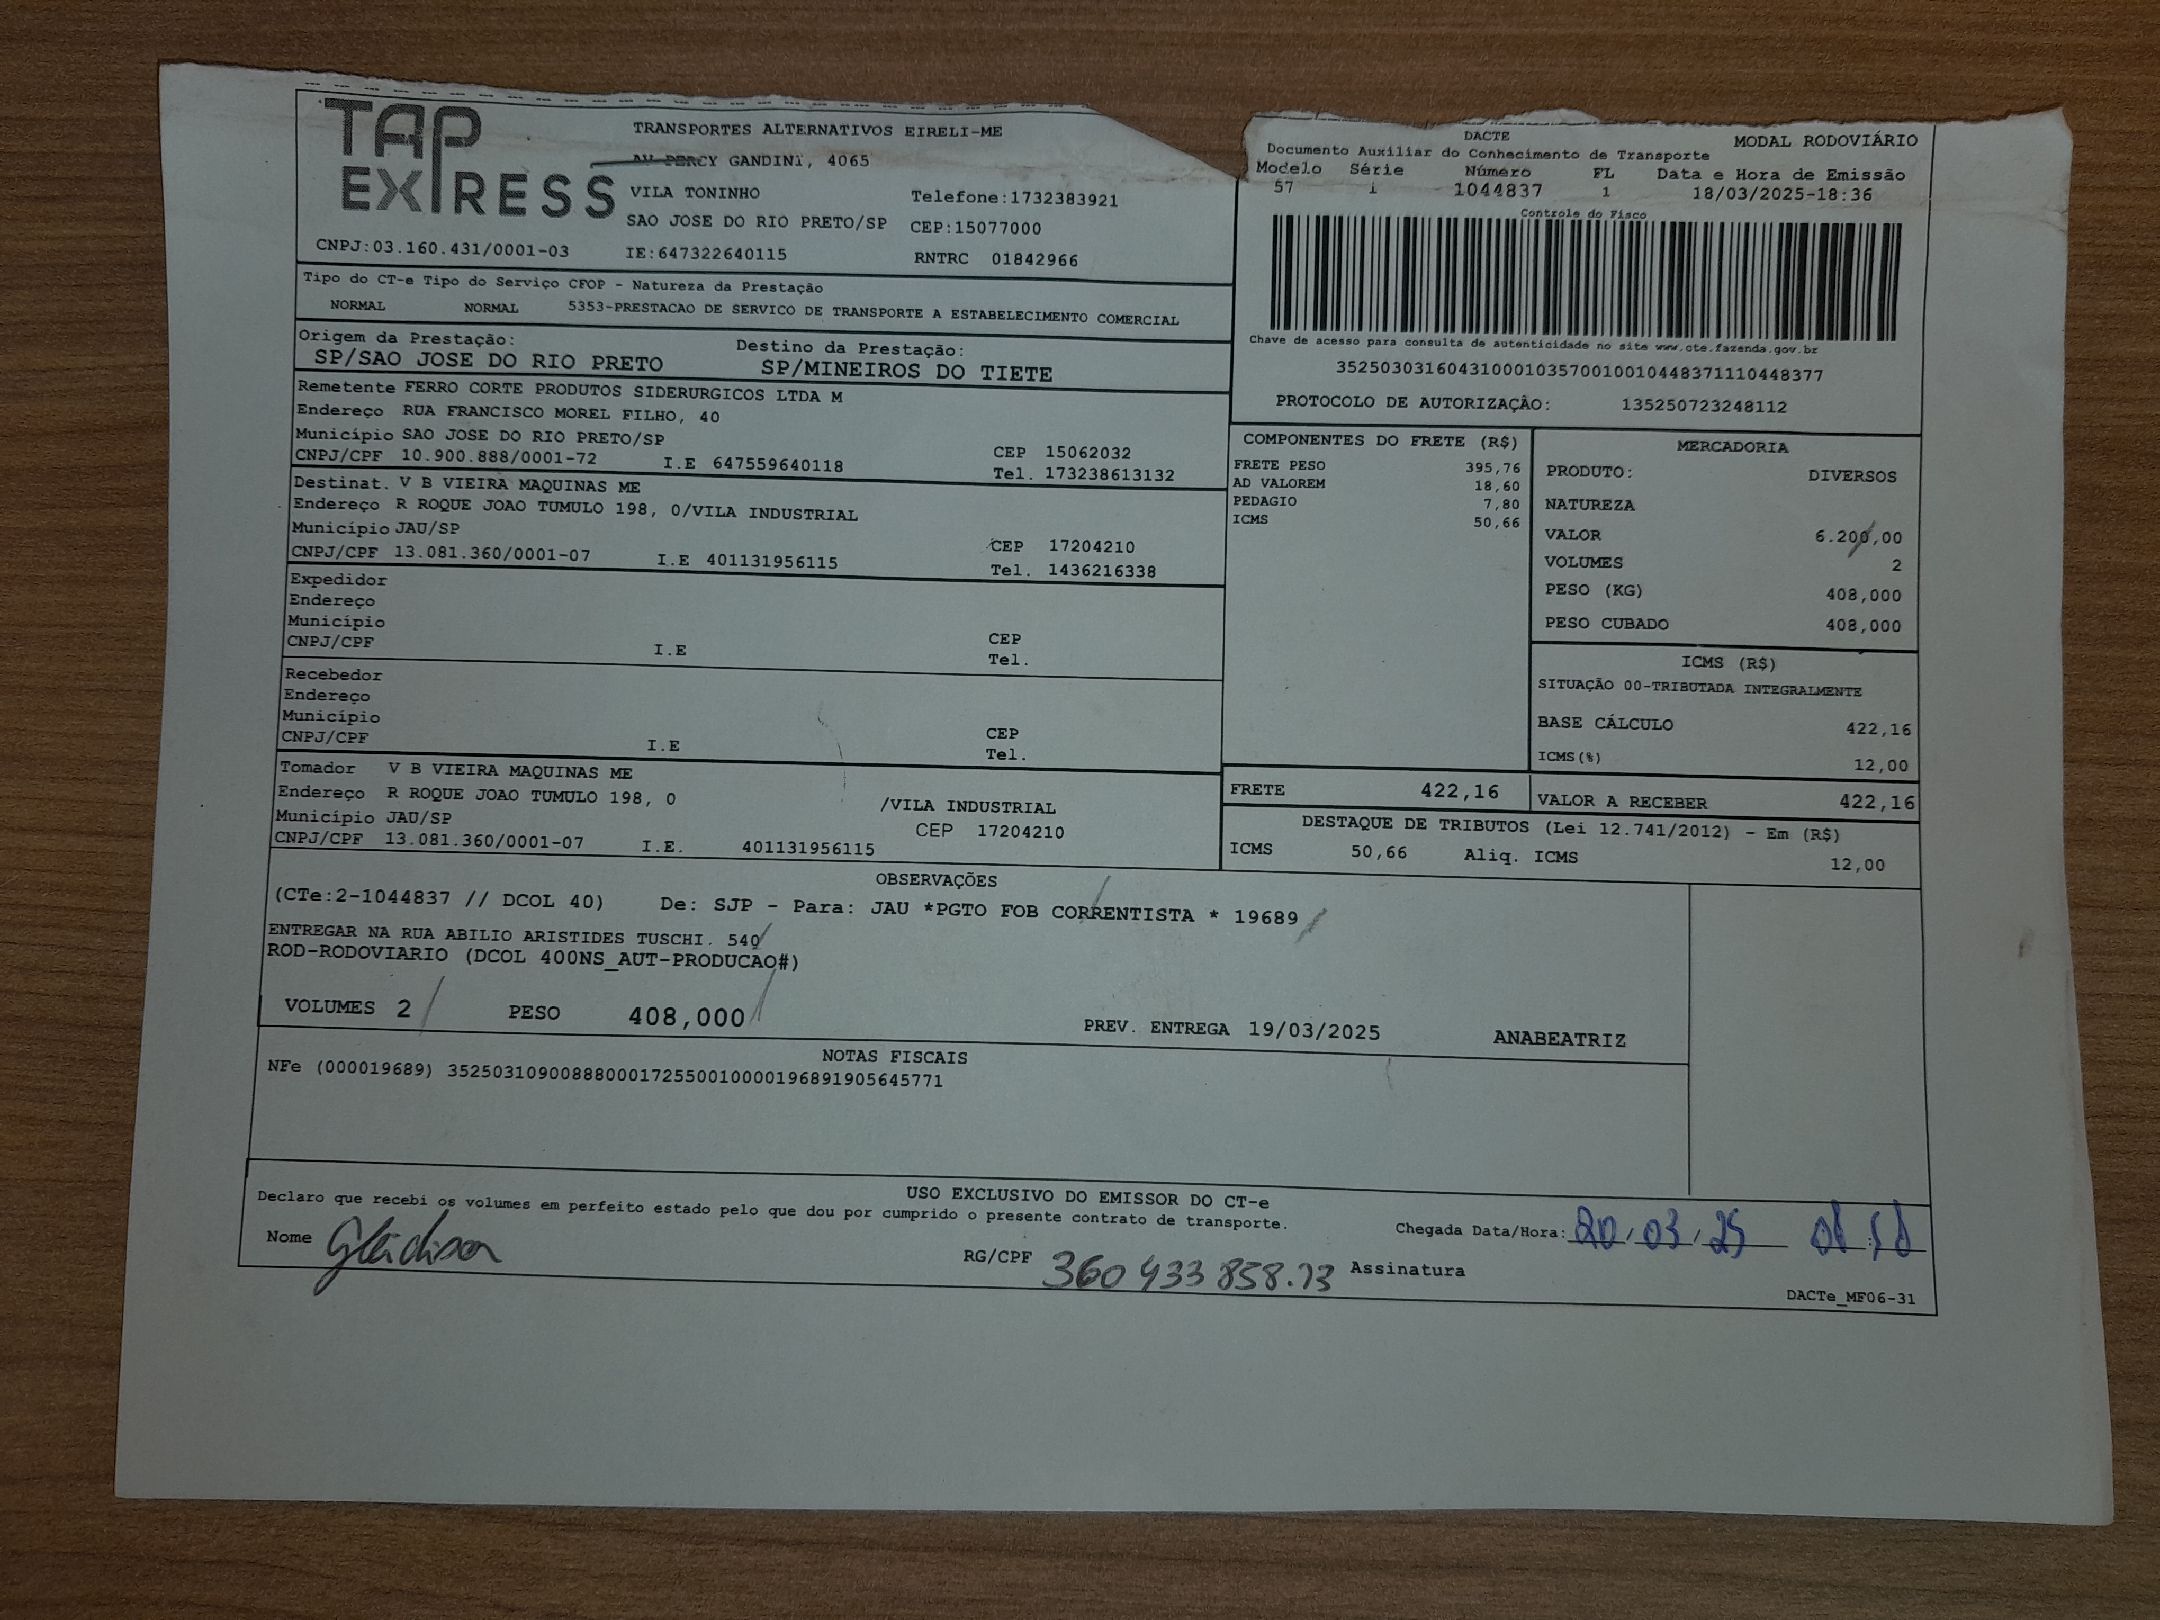 TAP EXPRESS
TRANSPORTES ALTERNATIVOS EIRELI-ME
AV PERCY GANDINI, 4065
VILA TONINHO Telefone:1732383921
SAO JOSE DO RIO PRETO/SP CEP:15077000
CNPJ:03.160.431/0001-03 IE:647322640115 RNTRC 01842966
Tipo do CT-e Tipo do Serviço CFOP - Natureza da Prestação
NORMAL NORMAL 5353-PRESTACAO DE SERVICO DE TRANSPORTE A ESTABELECIMENTO COMERCIAL
Origem da Prestação: Destino da Prestação:
SP/SAO JOSE DO RIO PRETO SP/MINEIROS DO TIETE
Remetente FERRO CORTE PRODUTOS SIDERURGICOS LTDA M
Endereço RUA FRANCISCO MOREL FILHO, 40
Município SAO JOSE DO RIO PRETO/SP CEP 15062032
CNPJ/CPF 10.900.888/0001-72 I.E 647559640118 Tel. 173238613132
Destinat. V B VIEIRA MAQUINAS ME
Endereço R ROQUE JOAO TUMULO 198, 0/VILA INDUSTRIAL
Município JAU/SP CEP 17204210
CNPJ/CPF 13.081.360/0001-07 I.E 401131956115 Tel. 1436216338
Expedidor
Endereço
Município CEP
CNPJ/CPF I.E Tel.
Recebedor
Endereço
Município CEP
CNPJ/CPF I.E Tel.
Tomador V B VIEIRA MAQUINAS ME
Endereço R ROQUE JOAO TUMULO 198, 0 /VILA INDUSTRIAL
Município JAU/SP CEP 17204210
CNPJ/CPF 13.081.360/0001-07 I.E. 401131956115
DACTE MODAL RODOVIÁRIO
Documento Auxiliar do Conhecimento de Transporte
Modelo Série Número FL Data e Hora de Emissão
57 1 1044837 1 18/03/2025-18:36
Controle do Fisco
Chave de acesso para consulta de autenticidade no site www.cte.fazenda.gov.br
35250303160431000103570010010448371110448377
PROTOCOLO DE AUTORIZAÇÂO: 135250723248112
COMPONENTES DO FRETE (R$)
FRETE PESO 395,76
AD VALOREM 18,60
PEDAGIO 7,80
ICMS 50,66
MERCADORIA
PRODUTO: DIVERSOS
NATUREZA
VALOR 6.200,00
VOLUMES 2
PESO (KG) 408,000
PESO CUBADO 408,000
ICMS (R$)
SITUAÇÃO 00-TRIBUTADA INTEGRALMENTE
BASE CÁLCULO 422,16
ICMS(%) 12,00
FRETE 422,16 VALOR A RECEBER 422,16
DESTAQUE DE TRIBUTOS (Lei 12.741/2012) - Em (R$)
ICMS 50,66 Aliq. ICMS 12,00
OBSERVAÇÕES
(CTe:2-1044837 // DCOL 40) De: SJP - Para: JAU *PGTO FOB CORRENTISTA * 19689
ENTREGAR NA RUA ABILIO ARISTIDES TUSCHI. 540
ROD-RODOVIARIO (DCOL 400NS_AUT-PRODUCAO#)
VOLUMES 2 PESO 408,000 PREV. ENTREGA 19/03/2025 ANABEATRIZ
NOTAS FISCAIS
NFe (000019689) 35250310900888000172550010000196891905645771
USO EXCLUSIVO DO EMISSOR DO CT-e
Declaro que recebi os volumes em perfeito estado pelo que dou por cumprido o presente contrato de transporte.
Chegada Data/Hora: 20/03/25
Nome Gleidison RG/CPF 360 433 858.13 Assinatura
DACTe_MF06-31